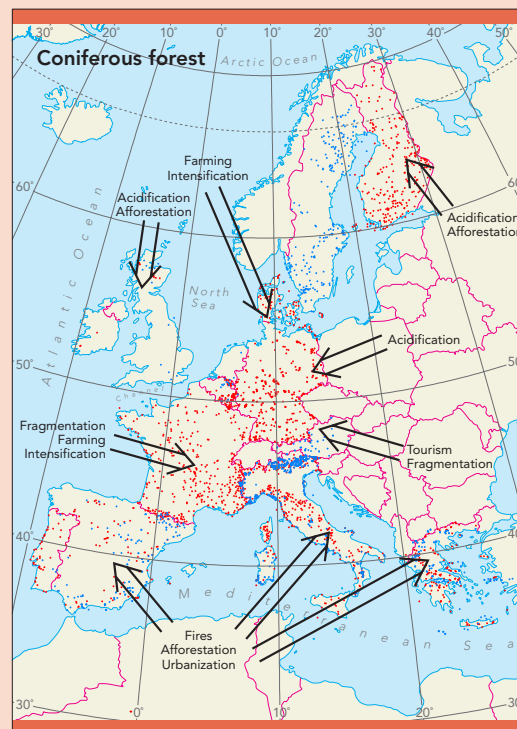 30°
20°
10°
0°
10°
20°
30°
40°
50°
Coniferous forest
Arctic Ocean
Farming
Intensification
60°
60
Acidification
Afforestation
Acidification
Afforestation
Atlantic Ocean
North
Sea
50°
50
Acidification
Channel
Fragmentation
Farming
Intensification
Tourism
Fragmentation
40°
40
Mediterranean Sea
Fires
Afforestation
Urbanization
30°
0°
10°
20°
30